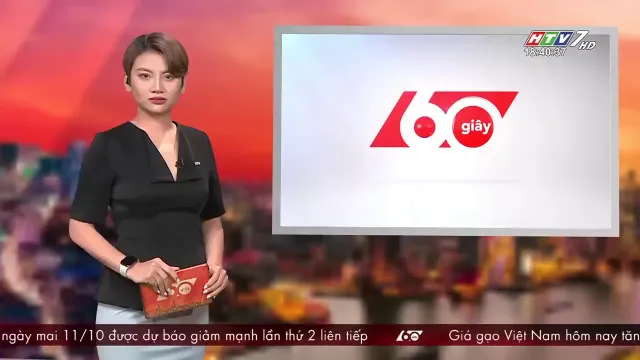 HTV7 HD
18:40:37
60 giây
ngày mai 11/10 được dự báo giảm mạnh lần thứ 2 liên tiếp 60 Giá gạo Việt Nam hôm nay tăn